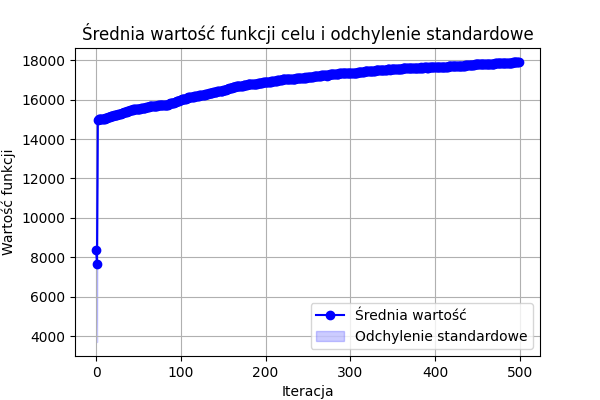 Średnia wartość funkcji celu i odchylenie standardowe
18000
16000
14000
12000
10000
8000
6000
4000
Wartość funkcji
Średnia wartość
Odchylenie standardowe
0 100 200 300 400 500
Iteracja